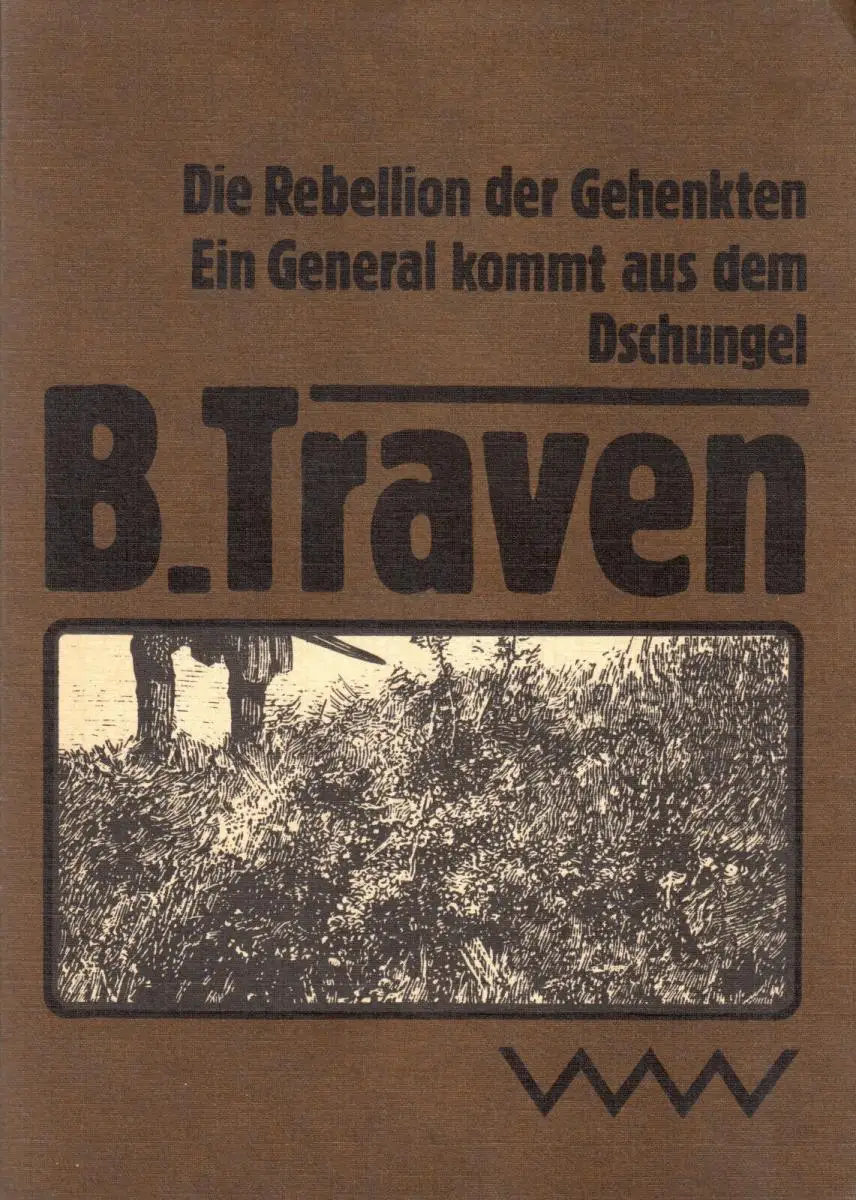 Die Rebellion der Gehenkten
Ein General kommt aus dem
Dschungel
B.Traven